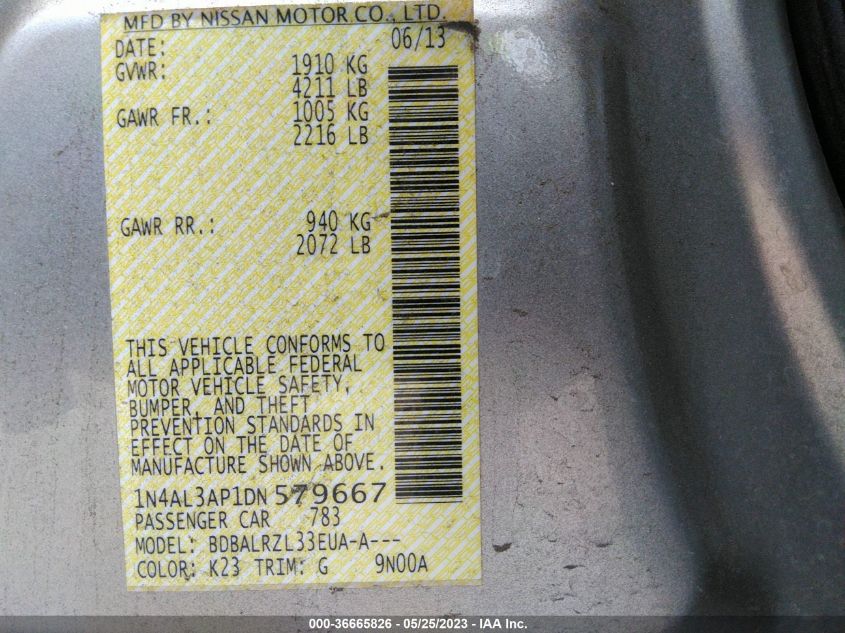 MFD BY NISSAN MOTOR CO., LTD.
DATE: 06/13
GVWR: 1910 KG
4211 LB
GAWR FR.: 1005 KG
2216 LB
GAWR RR.: 940 KG
2072 LB
THIS VEHICLE CONFORMS TO
ALL APPLICABLE FEDERAL
MOTOR VEHICLE SAFETY,
BUMPER, AND THEFT
PREVENTION STANDARDS IN
EFFECT ON THE DATE OF
MANUFACTURE SHOWN ABOVE.
1N4AL3AP1DN 579667
PASSENGER CAR 783
MODEL: BDBALRZL33EUA-A---
COLOR: K23 TRIM: G 9N00A
000-36665826 - 05/25/2023 - IAA Inc.